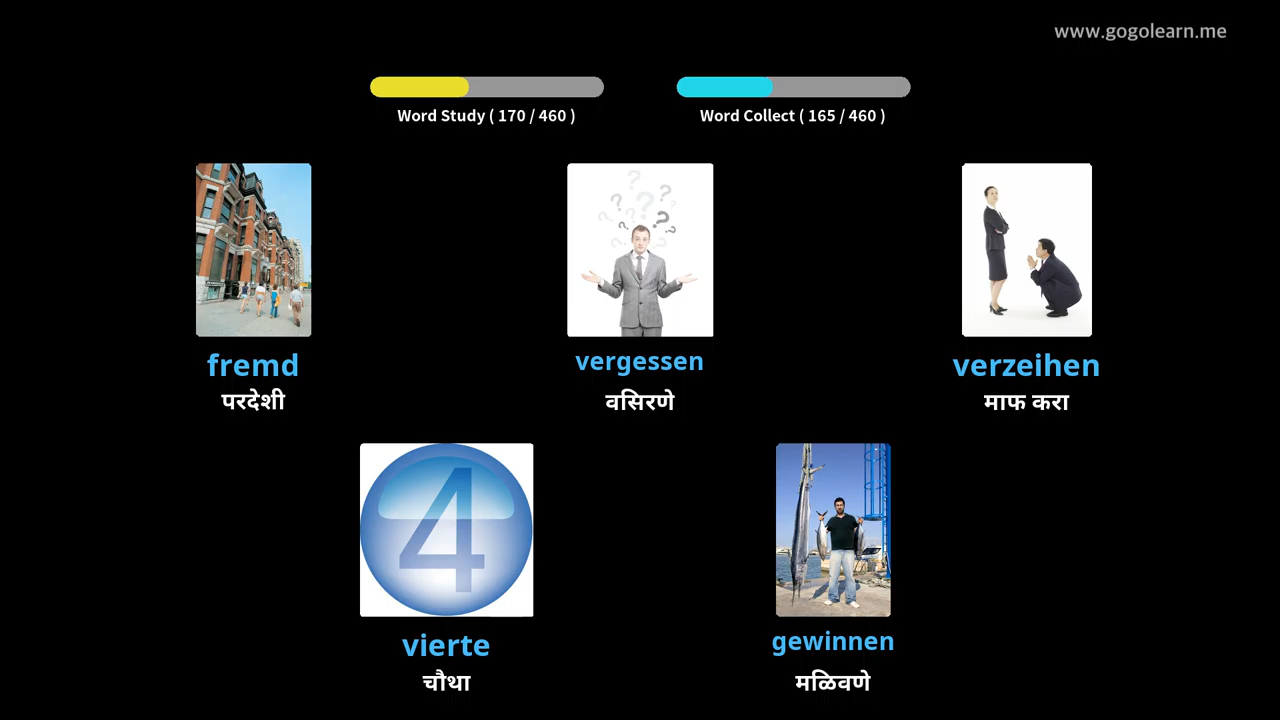 www.gogolearn.me
Word Study ( 170 / 460 )
Word Collect ( 165 / 460 )
fremd
परदेशी
vergessen
वसिरणे
verzeihen
माफ करा
4
vierte
चौथा
gewinnen
मळिवणे